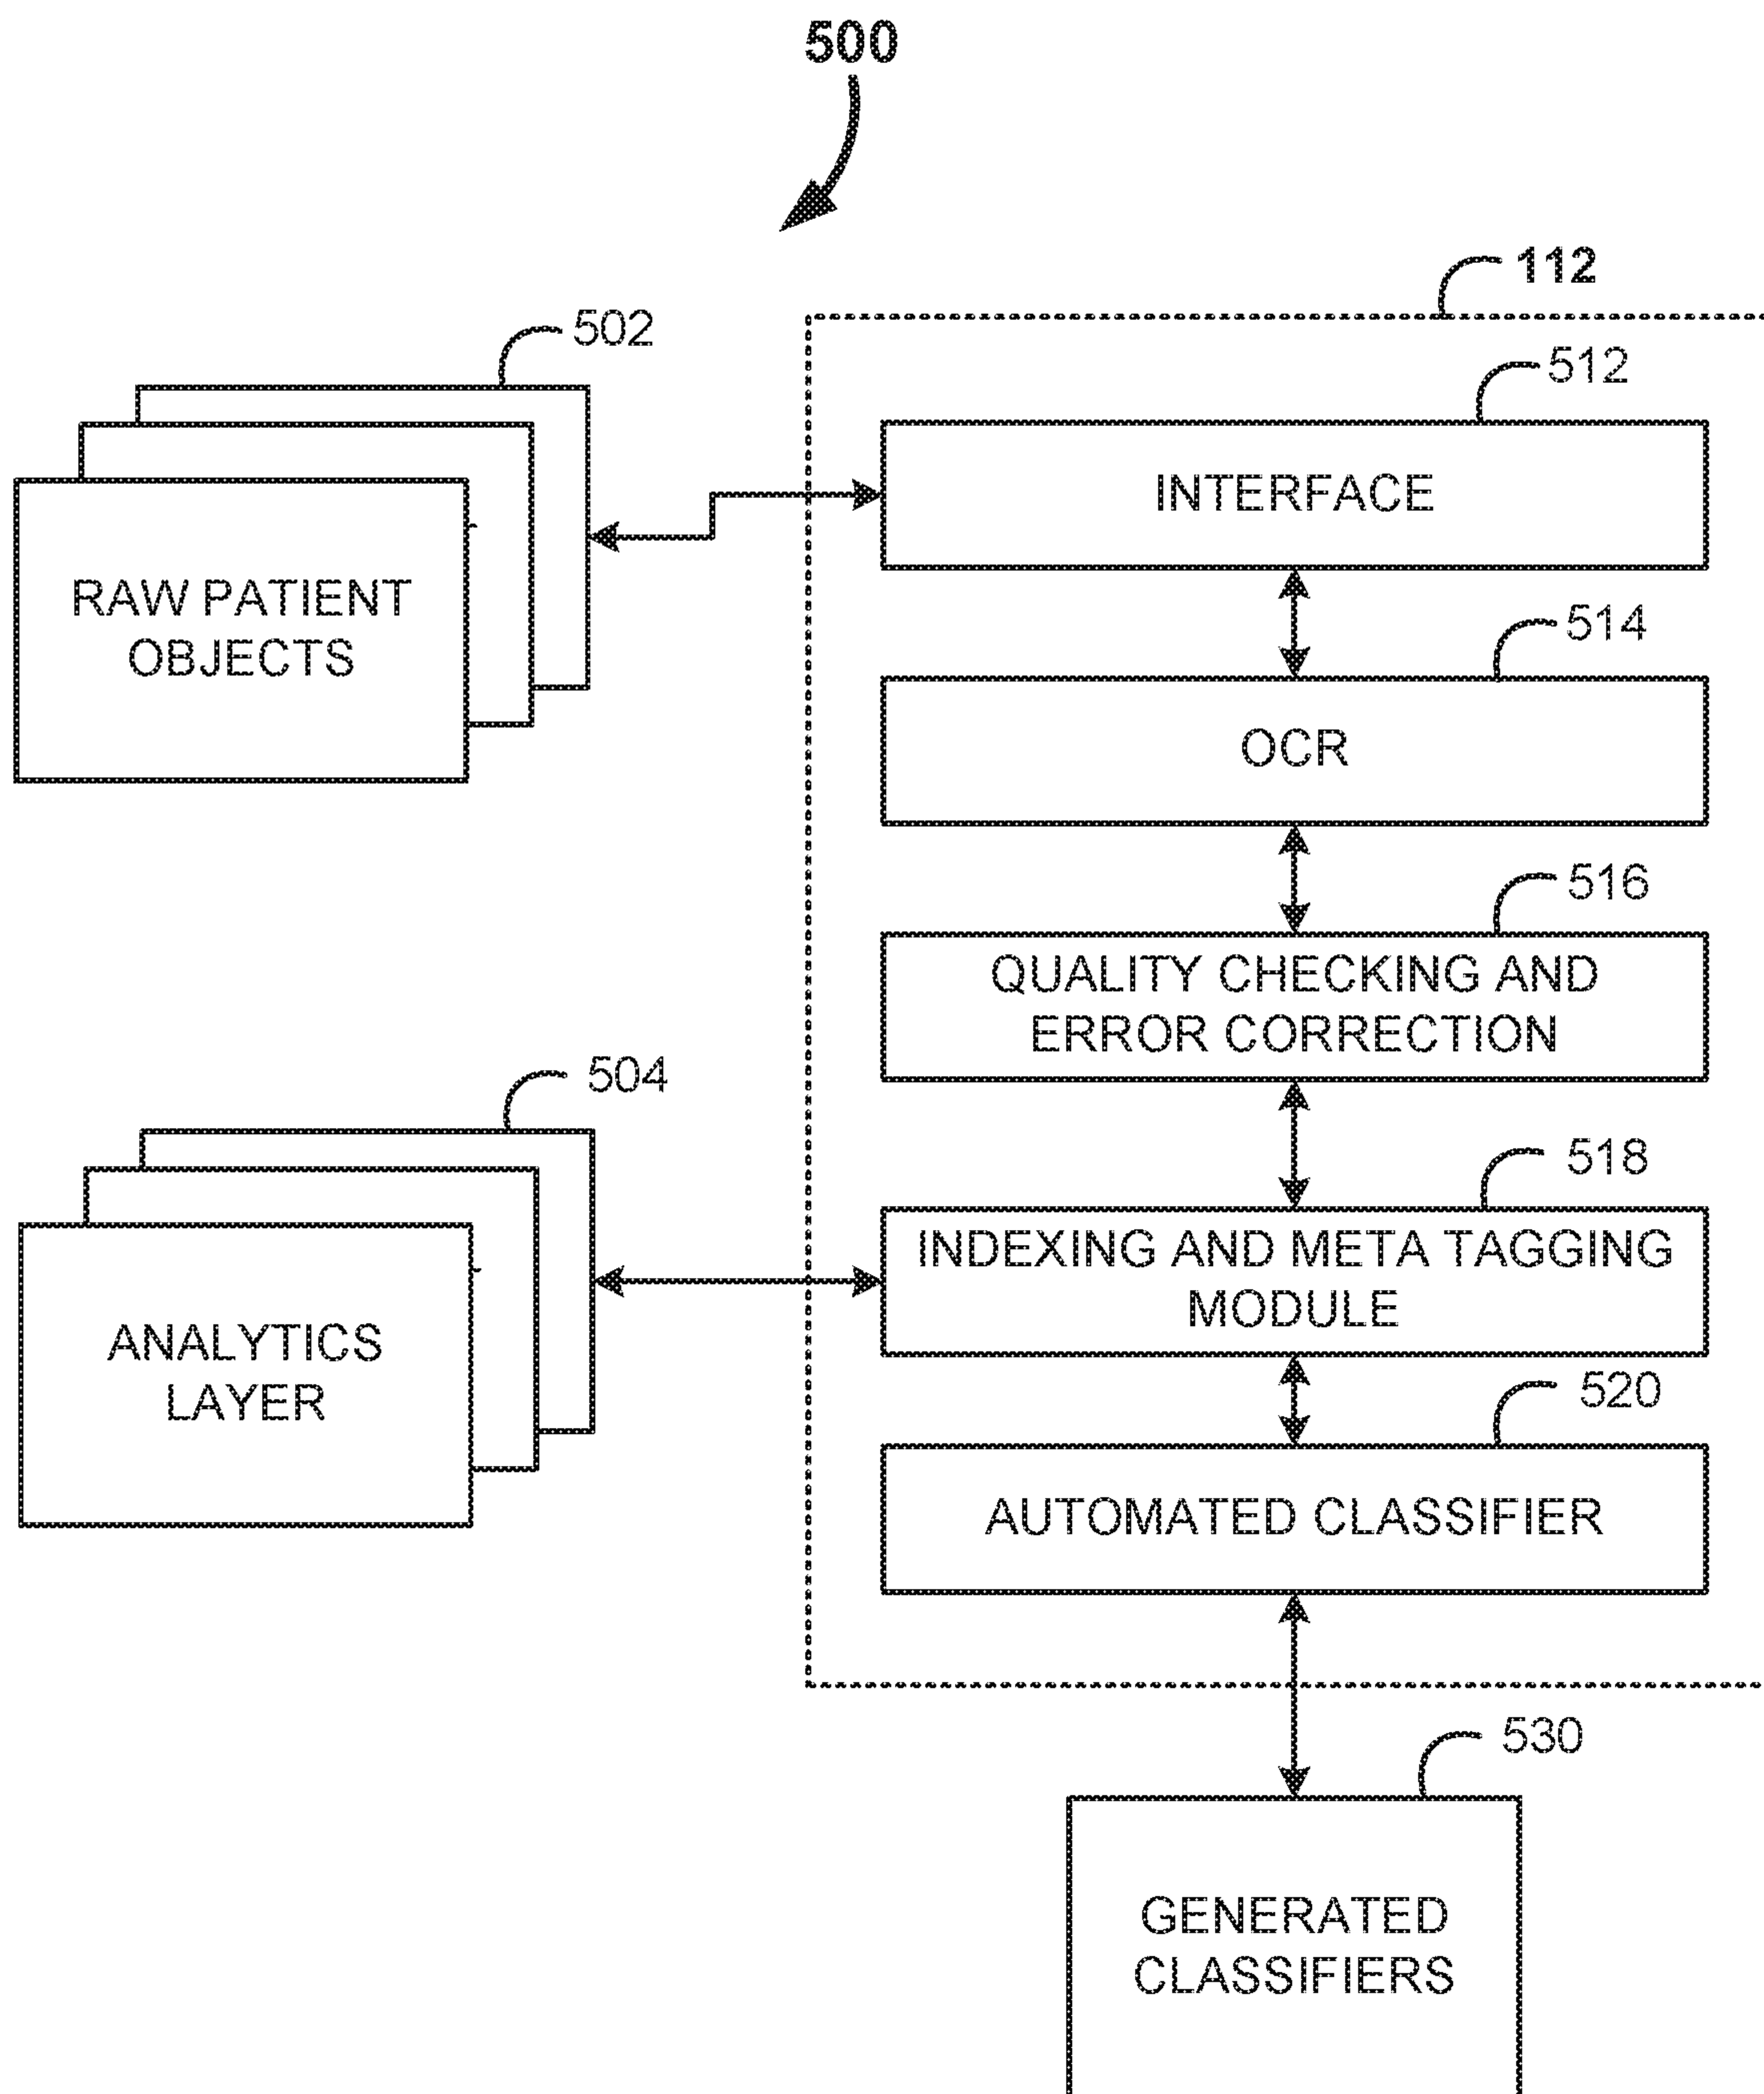 500
112
502
512
INTERFACE
RAW PATIENT
OBJECTS
514
OCR
516
QUALITY CHECKING AND
ERROR CORRECTION
504
518
INDEXING AND META TAGGING
MODULE
ANALYTICS
LAYER
520
AUTOMATED CLASSIFIER
530
GENERATED
CLASSIFIERS